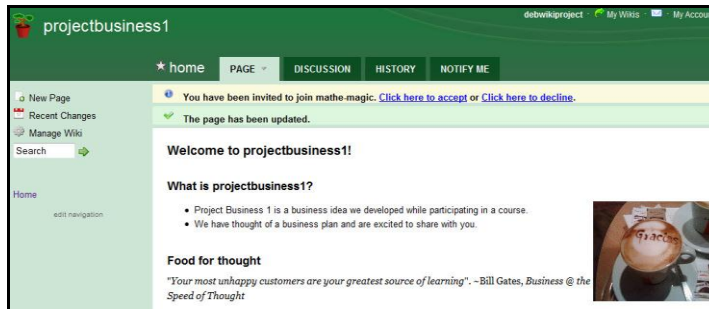 debwikiproject · My Wikis · · My Accou
projectbusiness1
home PAGE DISCUSSION HISTORY NOTIFY ME
New Page
Recent Changes
Manage Wiki
Search
Home
edit navigation
You have been invited to join mathe-magic. Click here to accept or Click here to decline.
The page has been updated.
Welcome to projectbusiness1!
What is projectbusiness1?
• Project Business 1 is a business idea we developed while participating in a course.
• We have thought of a business plan and are excited to share with you.
Food for thought
"Your most unhappy customers are your greatest source of learning". ~Bill Gates, Business @ the
Speed of Thought
Gracias